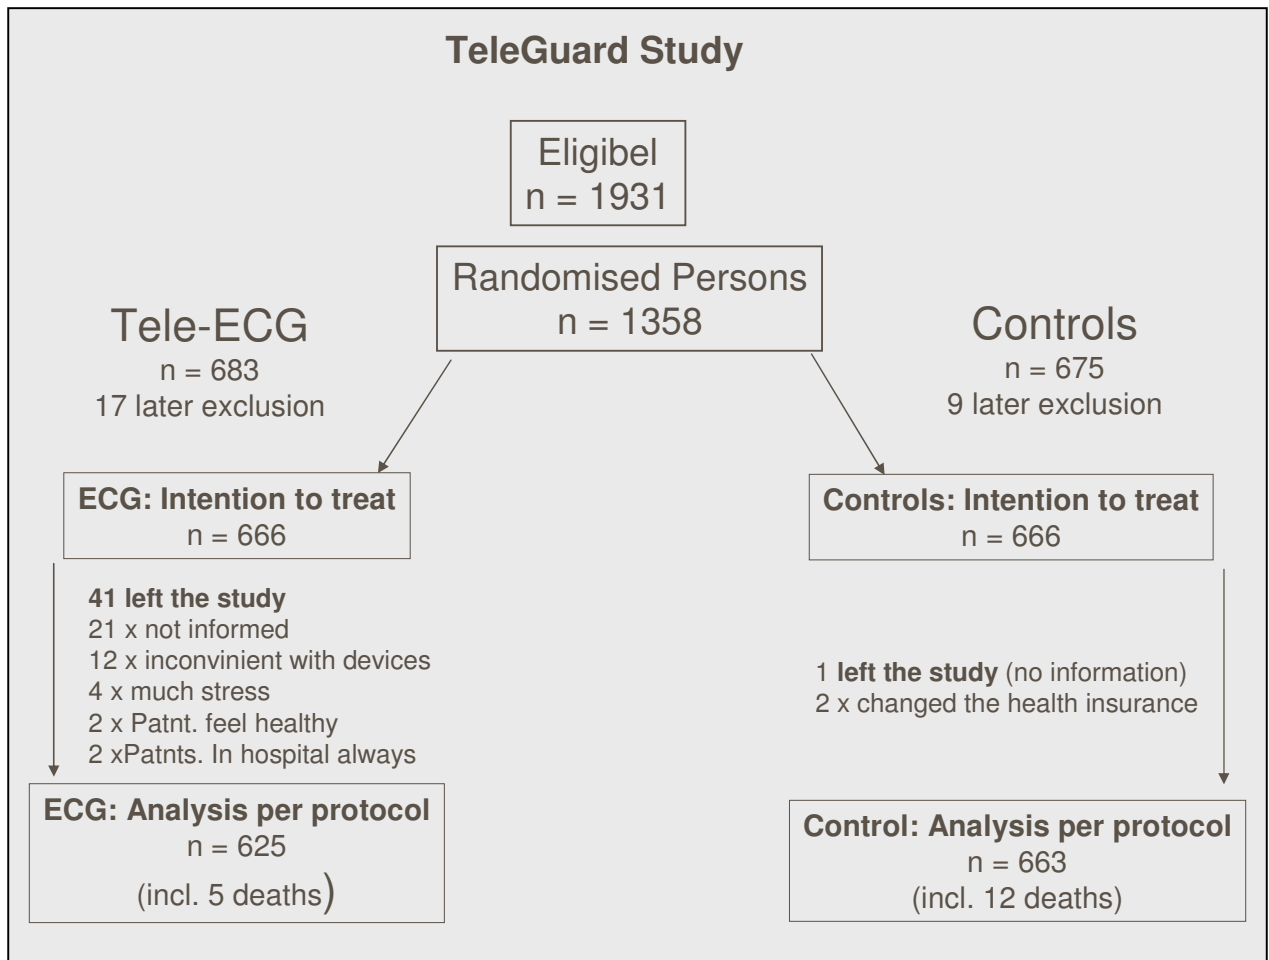 TeleGuard Study
Eligibel
n = 1931
Randomised Persons
n = 1358
Tele-ECG
n = 683
17 later exclusion
Controls
n = 675
9 later exclusion
ECG: Intention to treat
n = 666
Controls: Intention to treat
n = 666
41 left the study
21 x not informed
12 x inconvinient with devices
4 x much stress
2 x Patnt. feel healthy
2 xPatnts. In hospital always
1 left the study (no information)
2 x changed the health insurance
ECG: Analysis per protocol
n = 625
(incl. 5 deaths)
Control: Analysis per protocol
n = 663
(incl. 12 deaths)